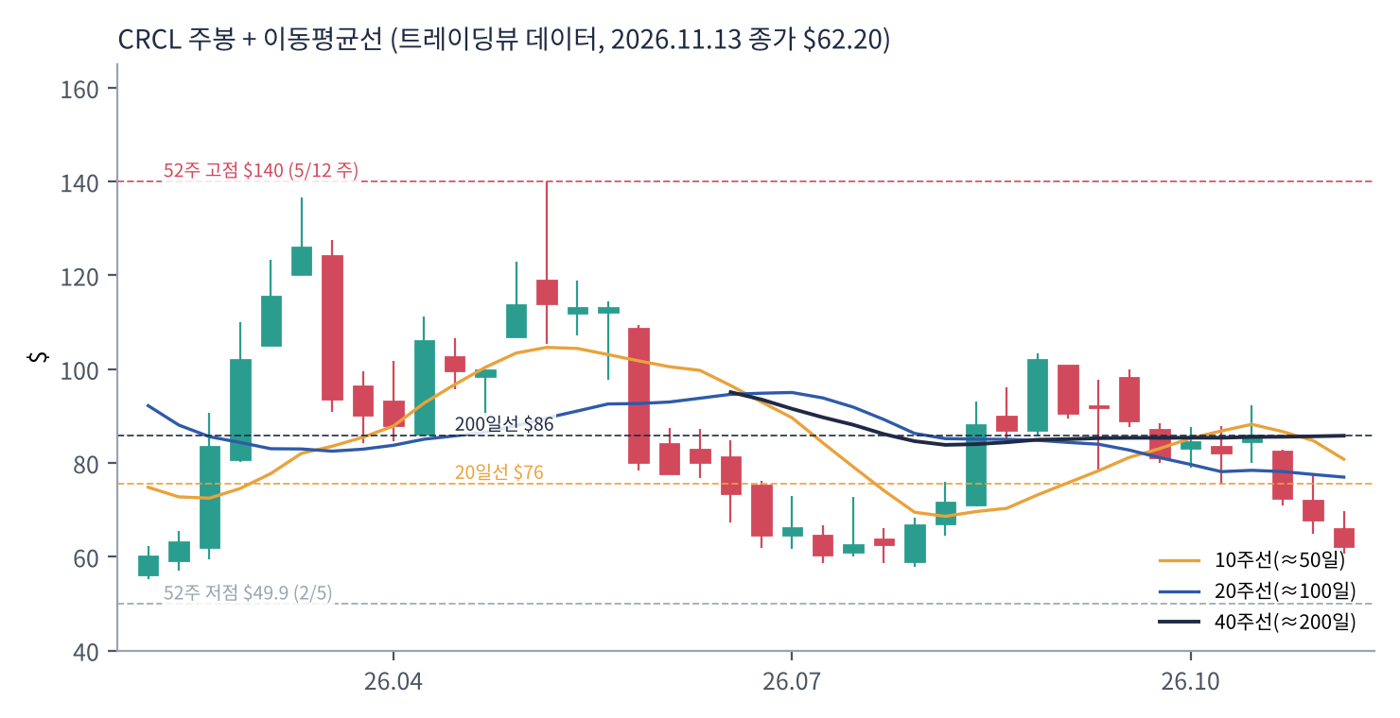 CRCL 주봉 + 이동평균선 (트레이딩뷰 데이터, 2026.11.13 종가 $62.20)
160
52주 고점 $140 (5/12 주)
140
120
$
100
200일선 $86
80
20일선 $76
60
10주선(≈50일)
52주 저점 $49.9 (2/5)
20주선(≈100일)
40주선(≈200일)
40
26.04
26.07
26.10